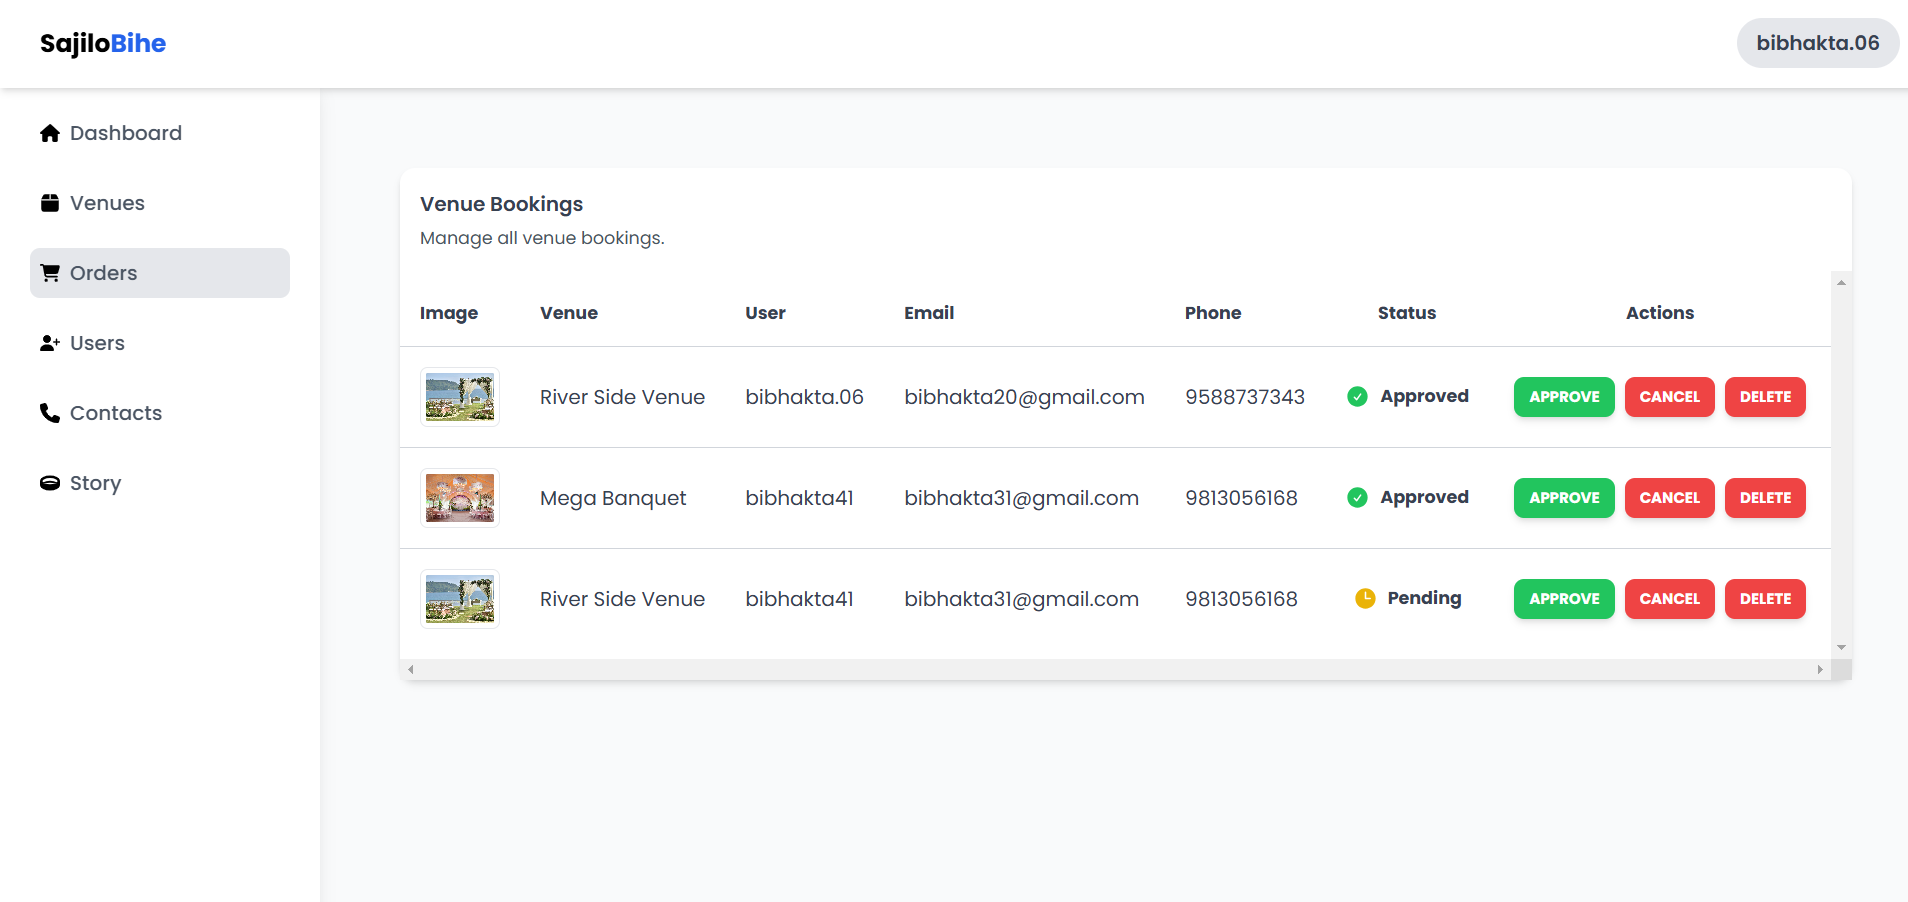 SajiloBihe
bibhakta.06
Dashboard
Venues
Orders
Users
Contacts
Story
Venue Bookings
Manage all venue bookings.
Image Venue User Email Phone Status Actions
River Side Venue bibhakta.06 bibhakta20@gmail.com 9588737343 Approved APPROVE CANCEL DELETE
Mega Banquet bibhakta41 bibhakta31@gmail.com 9813056168 Approved APPROVE CANCEL DELETE
River Side Venue bibhakta41 bibhakta31@gmail.com 9813056168 Pending APPROVE CANCEL DELETE